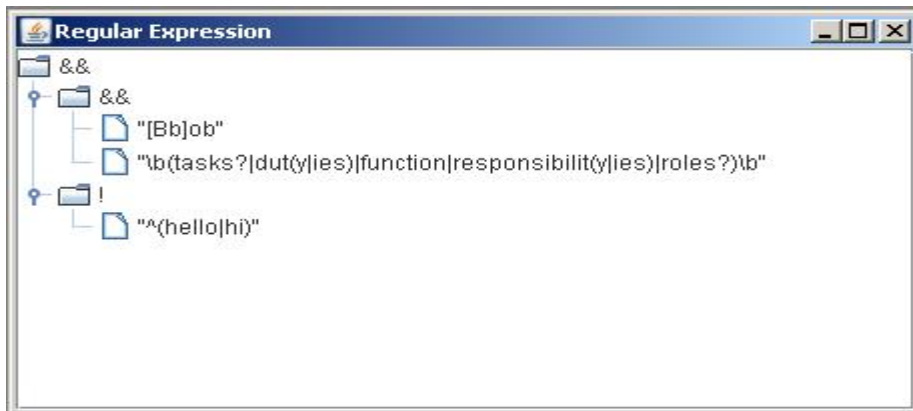 Regular Expression
&&
&&
"[Bb]ob"
"\b(tasks?|dut(y|ies)|function|responsibilit(y|ies)|roles?)\b"
!
"^(hello|hi)"